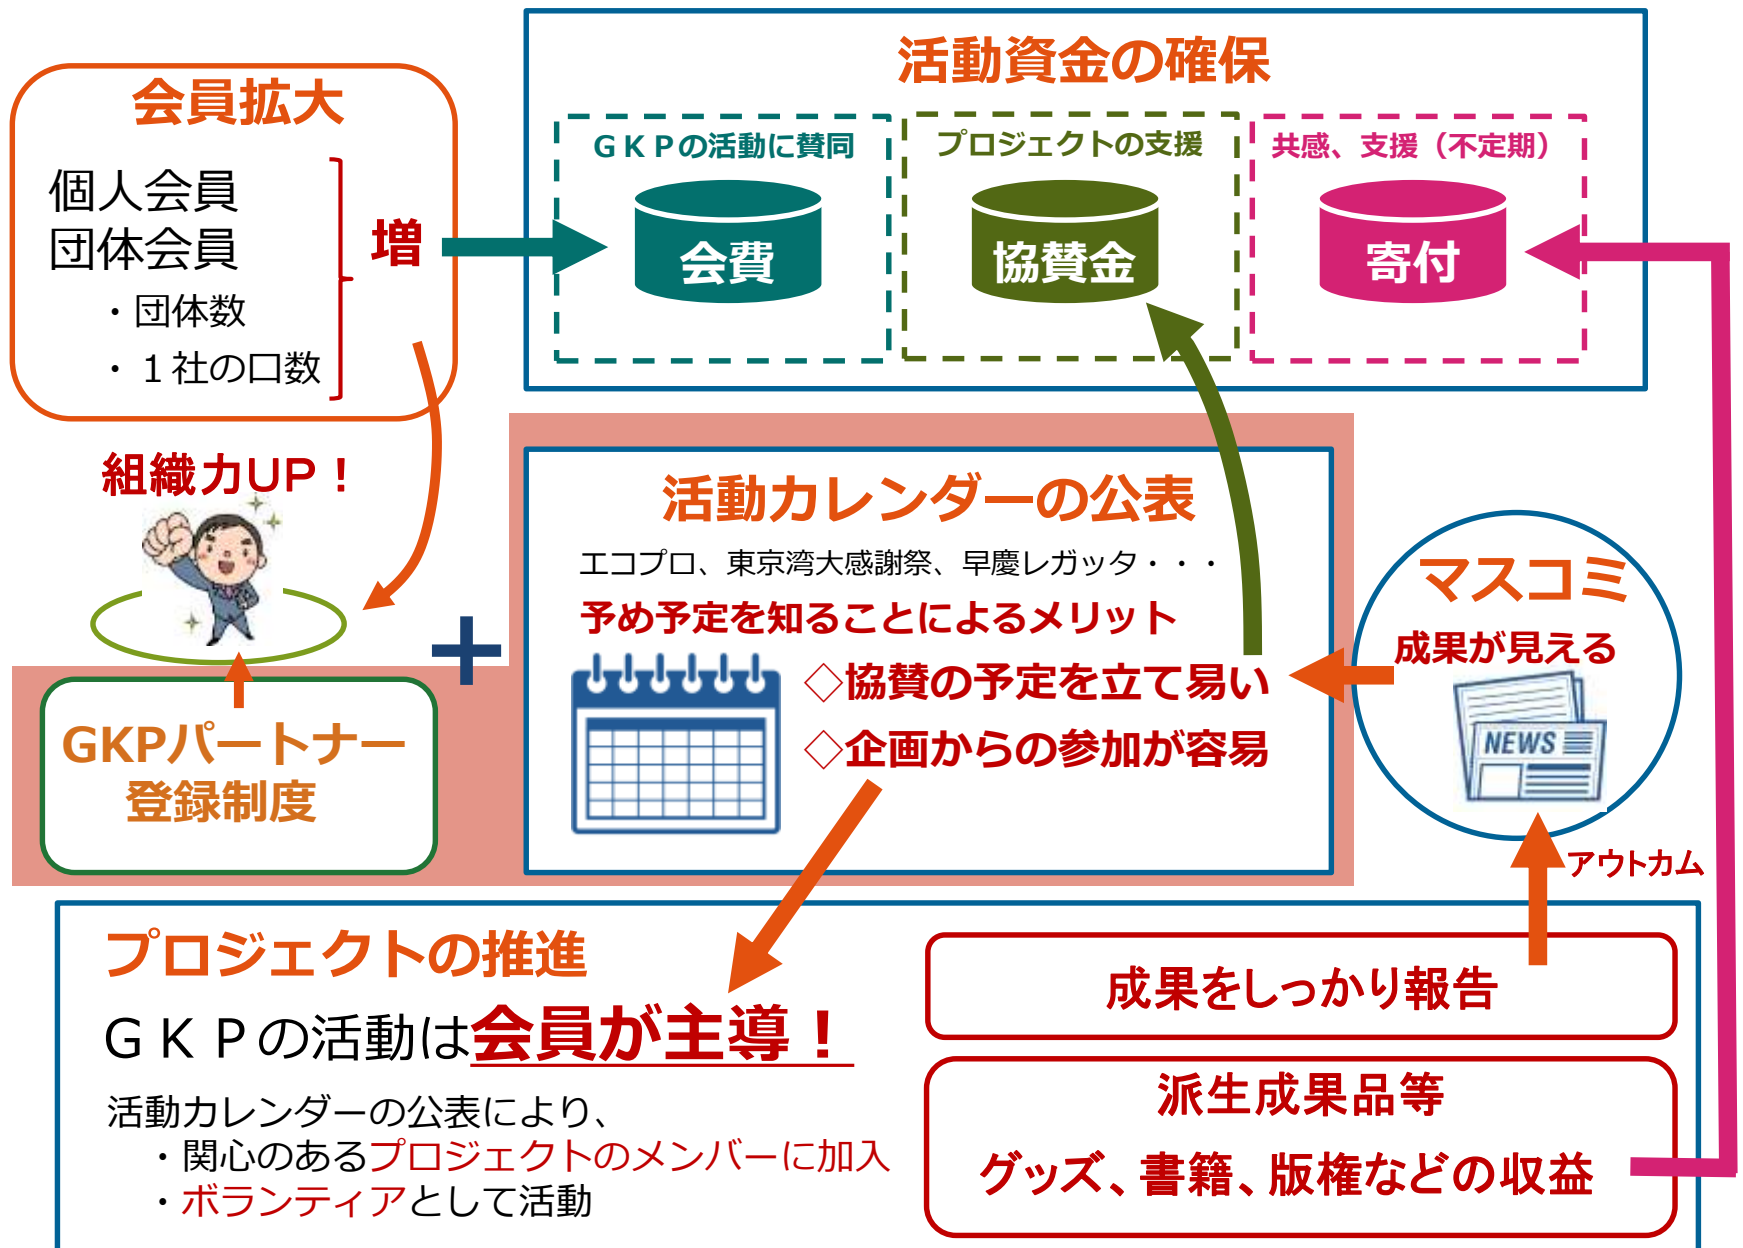 会員拡大
個人会員
団体会員
・団体数
・１社の口数
増
活動資金の確保
ＧＫＰの活動に賛同
会費
プロジェクトの支援
協賛金
共感、支援（不定期）
寄付
組織力UP！
GKPパートナー
登録制度
＋
活動カレンダーの公表
エコプロ、東京湾大感謝祭、早慶レガッタ・・・
予め予定を知ることによるメリット
◇協賛の予定を立て易い
◇企画からの参加が容易
マスコミ
成果が見える
NEWS
アウトカム
プロジェクトの推進
ＧＫＰの活動は会員が主導！
活動カレンダーの公表により、
・関心のあるプロジェクトのメンバーに加入
・ボランティアとして活動
成果をしっかり報告
派生成果品等
グッズ、書籍、版権などの収益